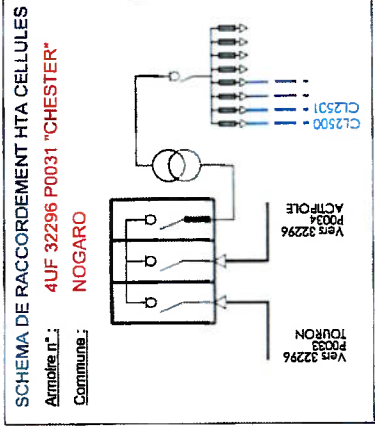 SCHEMA DE RACCORDEMENT HTA CELLULES
Armoire n° : 4UF 32296 P0031 "CHESTER"
Commune : NOGARO
Vers 32296
P0033
TOURON
Vers 32296
P0034
ACTIPOLE
CL2500
CL2501